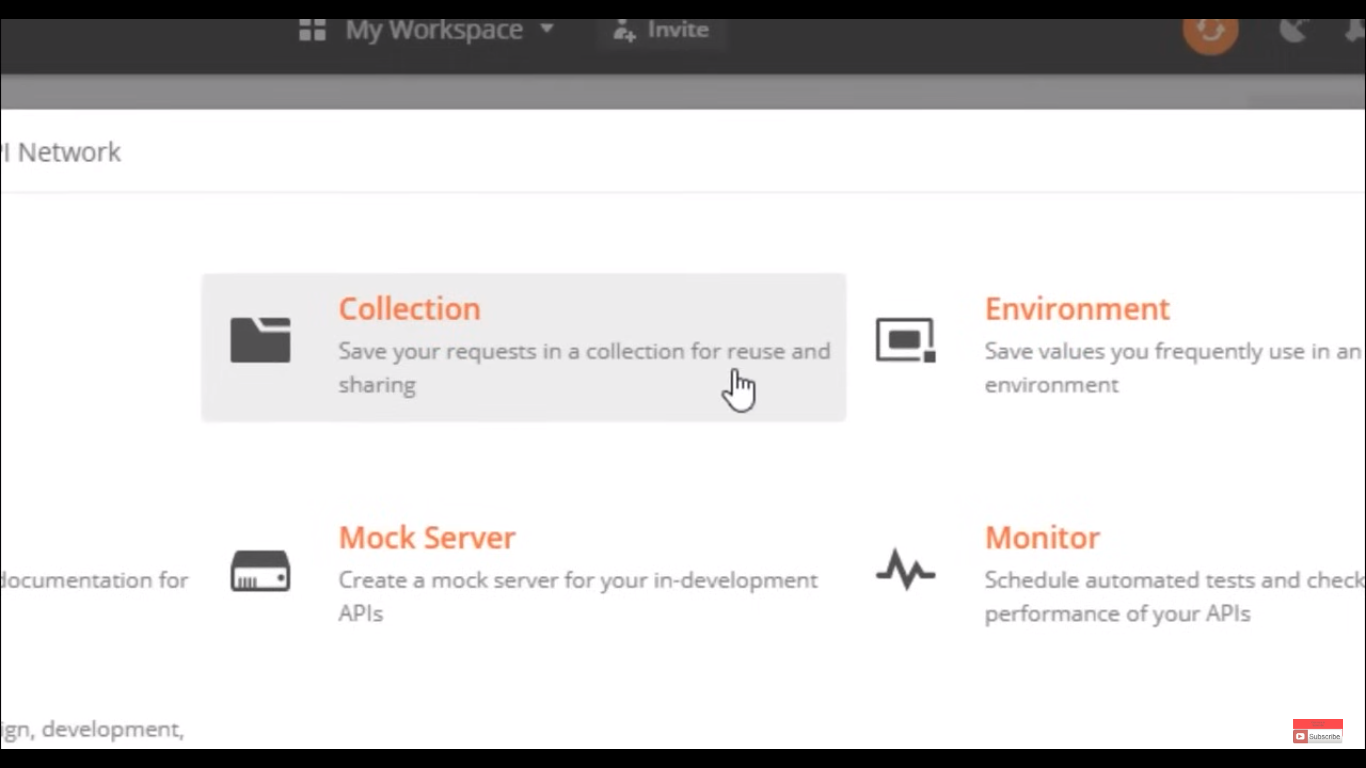 My Workspace
Invite
PI Network
Collection
Save your requests in a collection for reuse and
sharing
Environment
Save values you frequently use in an
environment
Mock Server
Create a mock server for your in-development
APIs
Monitor
Schedule automated tests and check
performance of your APIs
documentation for
ign, development,
Subscribe